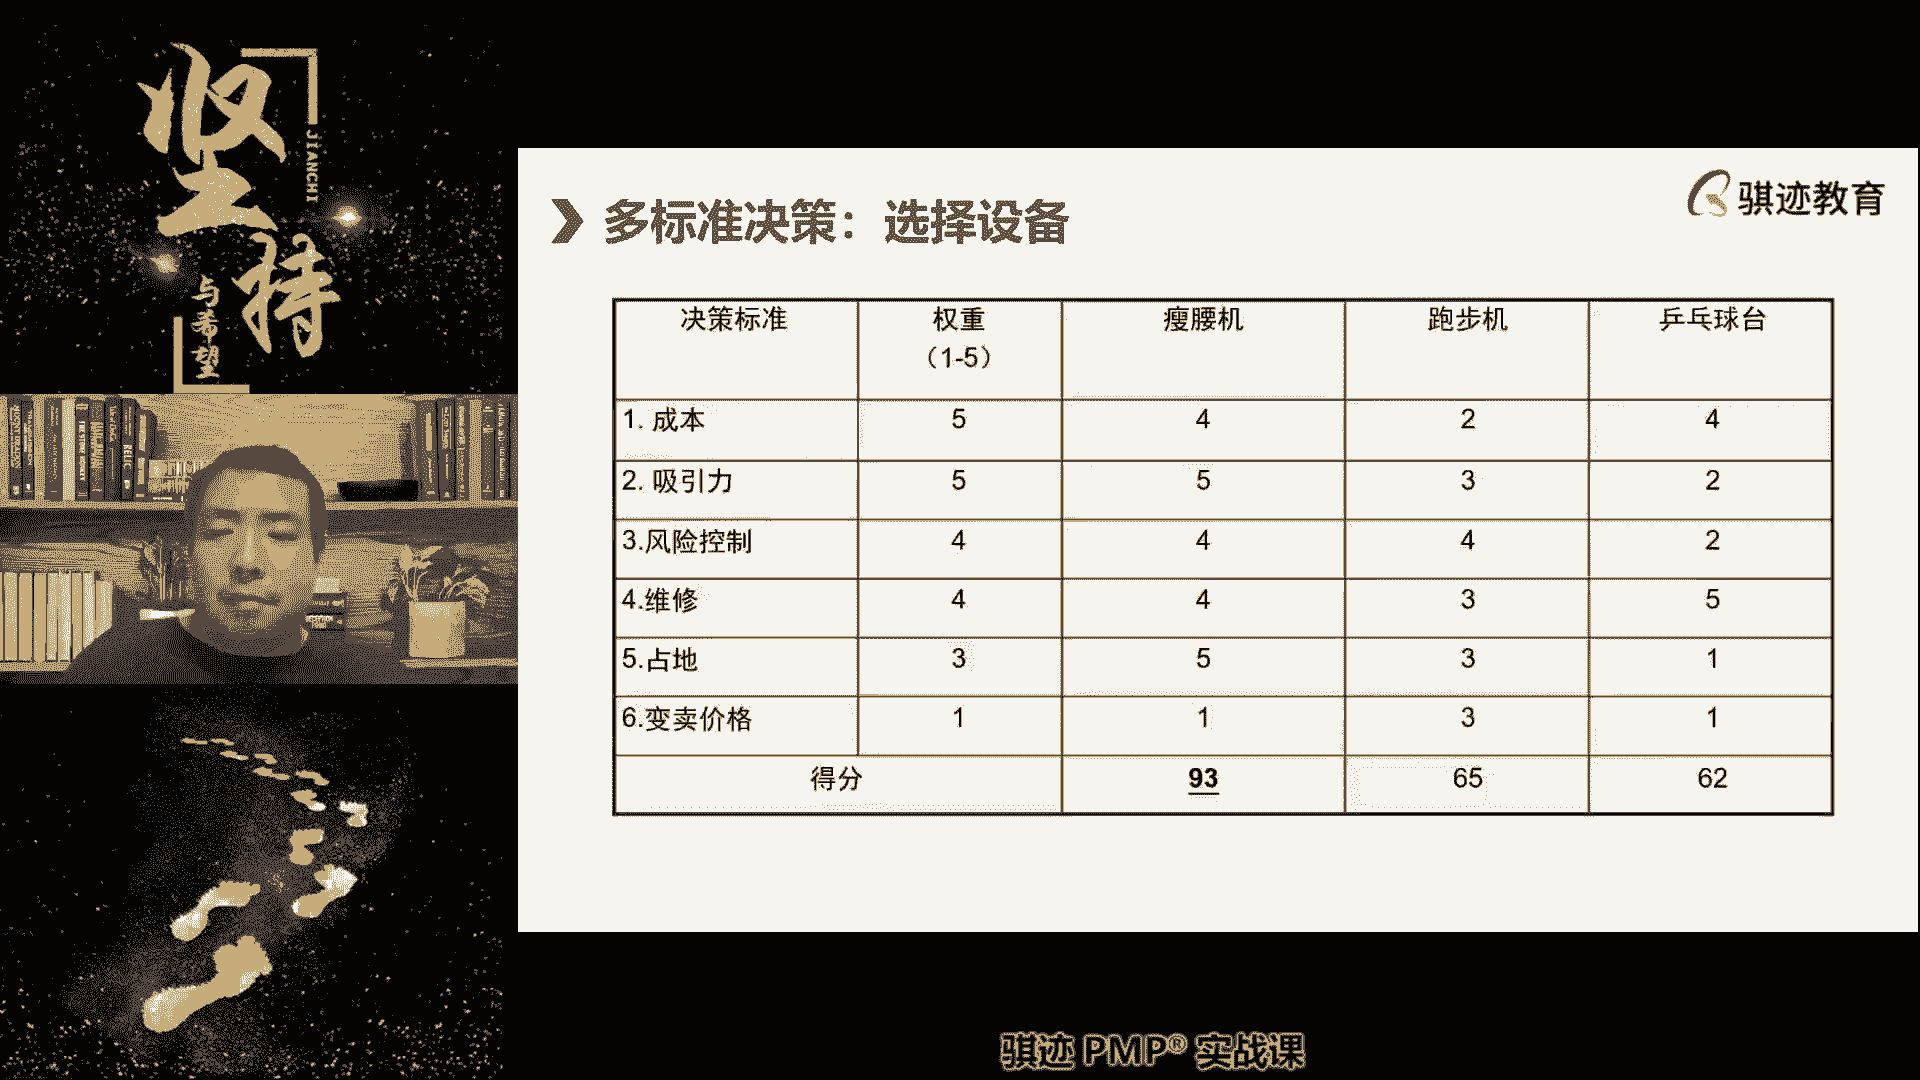 坚持
JIANCHI
与希望
骐迹教育
多标准决策：选择设备
决策标准 权重 瘦腰机 跑步机 乒乓球台
（1-5）
1. 成本 5 4 2 4
2. 吸引力 5 5 3 2
3.风险控制 4 4 4 2
4.维修 4 4 3 5
5.占地 3 5 3 1
6.变卖价格 1 1 3 1
得分 93 65 62
骐迹 PMP® 实战课